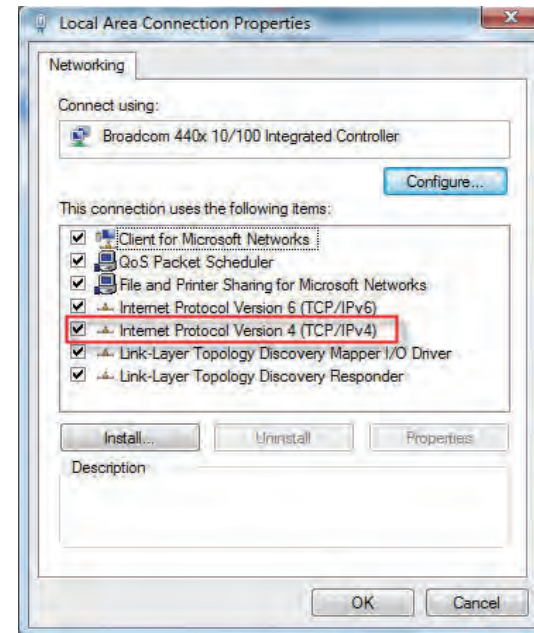 Local Area Connection Properties
Networking
Connect using:
Broadcom 440x 10/100 Integrated Controller
Configure...
This connection uses the following items:
Client for Microsoft Networks
QoS Packet Scheduler
File and Printer Sharing for Microsoft Networks
Internet Protocol Version 6 (TCP/IPv6)
Internet Protocol Version 4 (TCP/IPv4)
Link-Layer Topology Discovery Mapper I/O Driver
Link-Layer Topology Discovery Responder
Install... Uninstall Properties
Description
OK Cancel